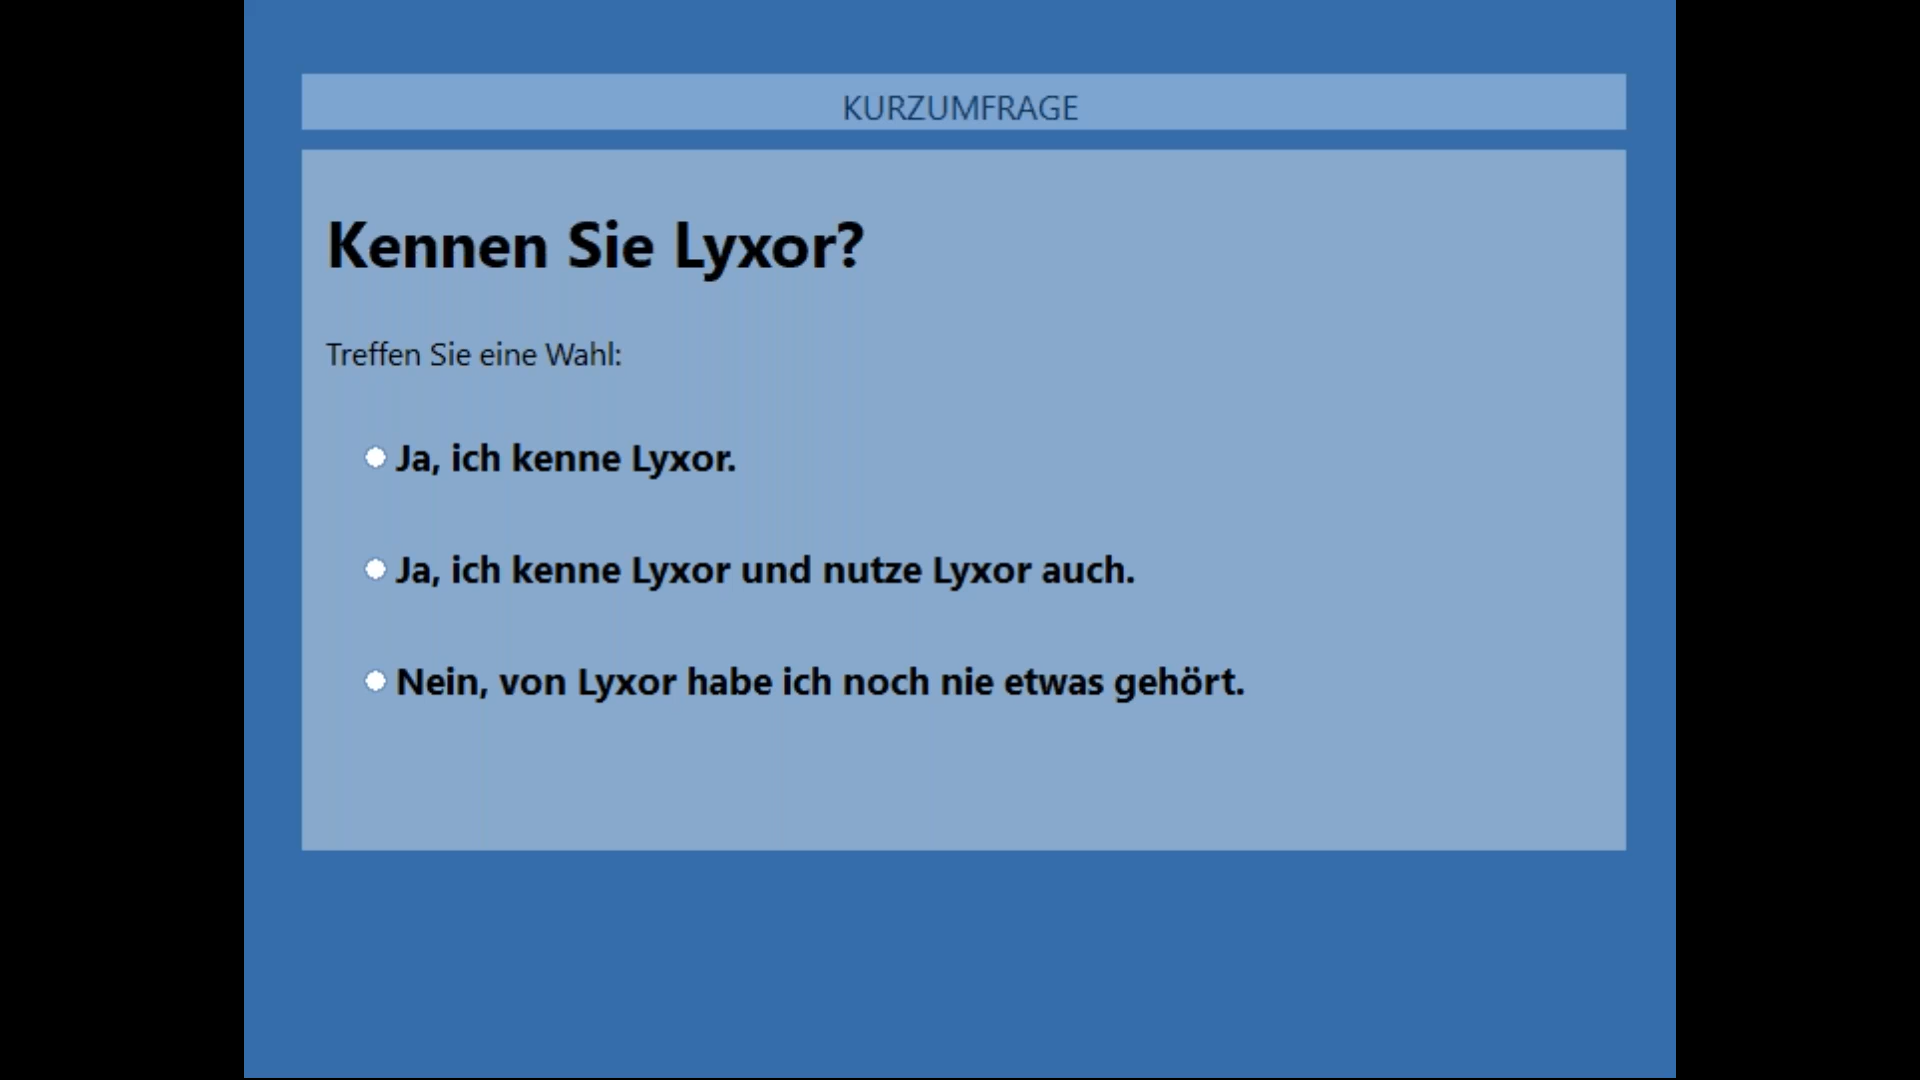 KURZUMFRAGE
Kennen Sie Lyxor?
Treffen Sie eine Wahl:
Ja, ich kenne Lyxor.
Ja, ich kenne Lyxor und nutze Lyxor auch.
Nein, von Lyxor habe ich noch nie etwas gehört.